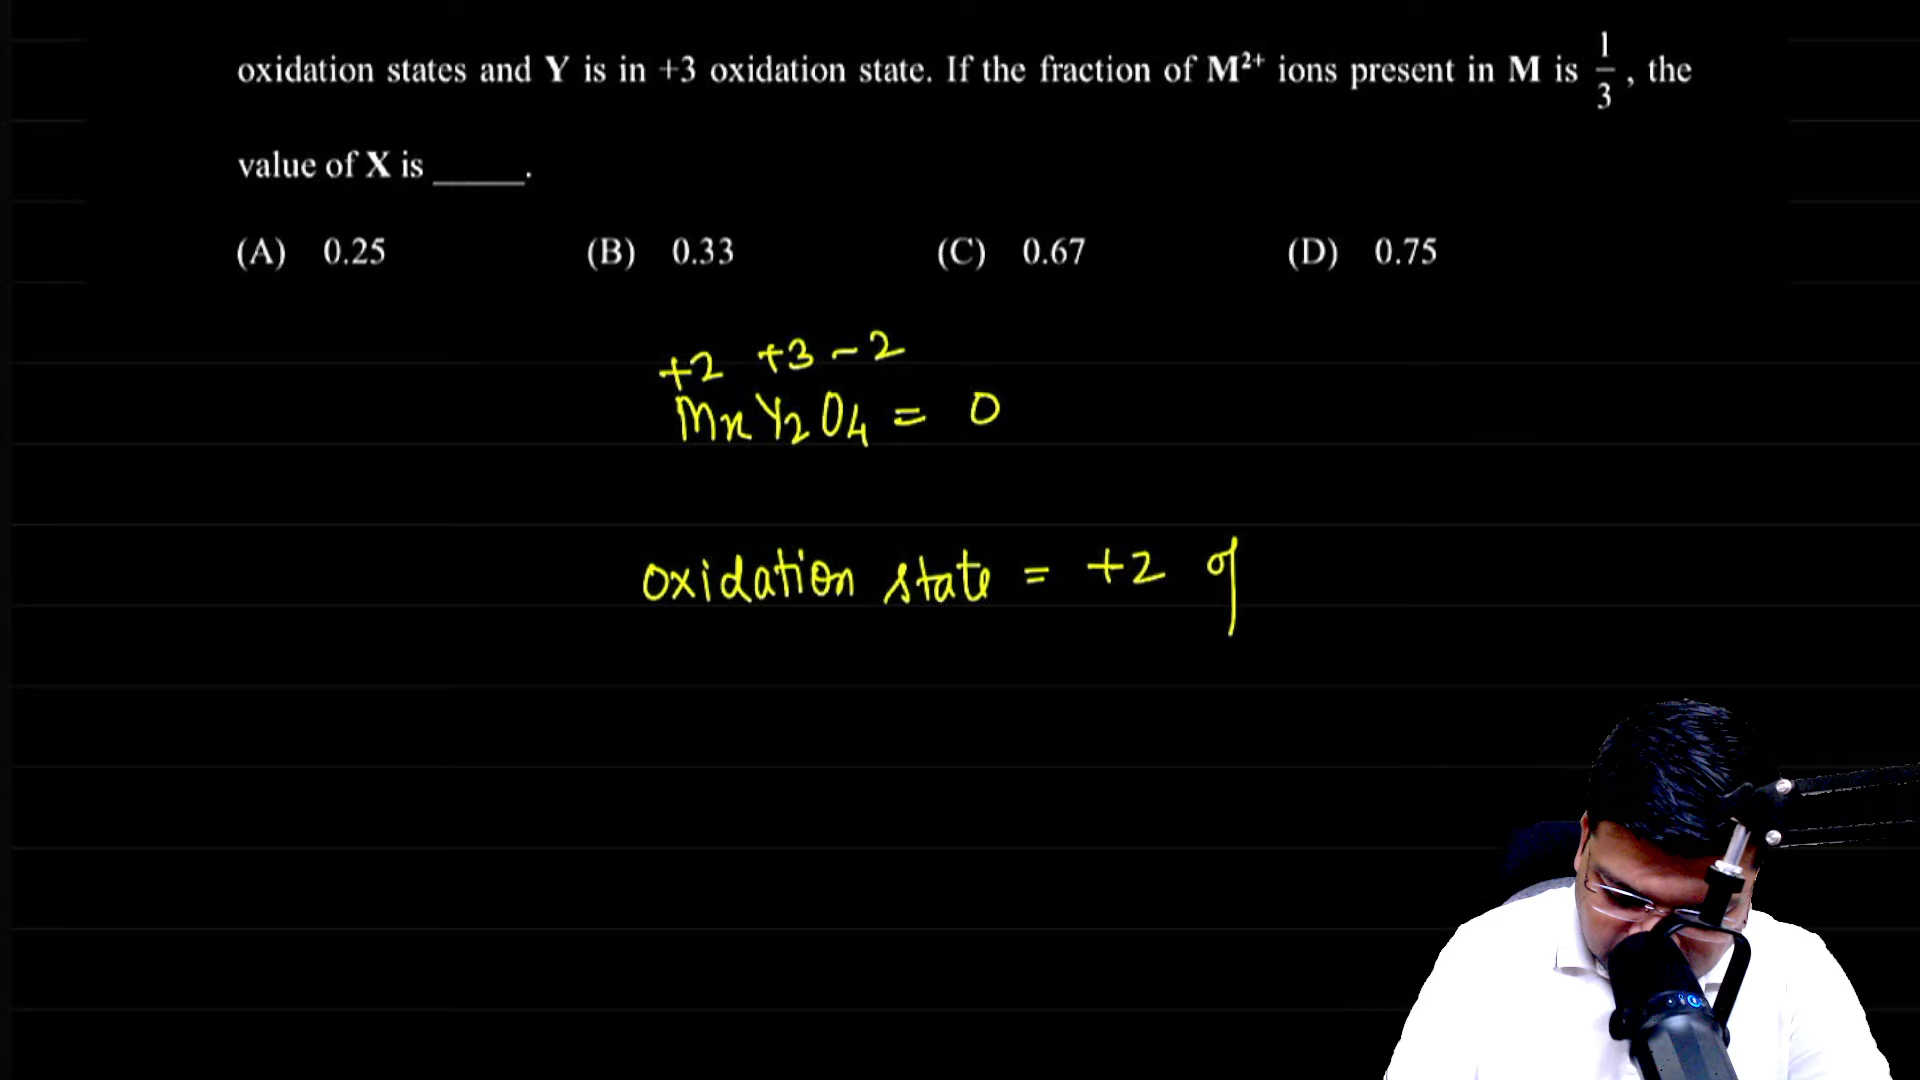 oxidation states and Y is in +3 oxidation state. If the fraction of M²⁺ ions present in M is 1/3, the
value of X is _____.
(A) 0.25 (B) 0.33 (C) 0.67 (D) 0.75
+2 +3 -2
MxY₂O₄ = 0
oxidation state = +2 of